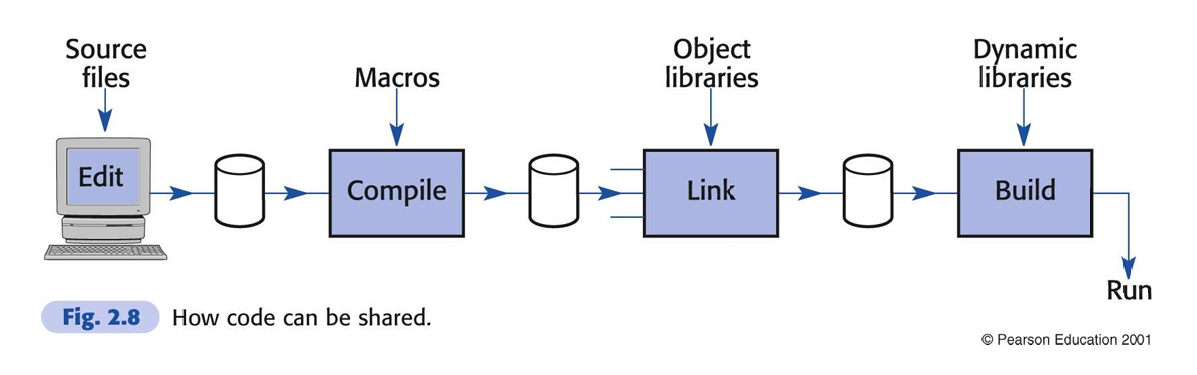 Source
files
Macros
Object
libraries
Dynamic
libraries
Edit
Compile
Link
Build
Run
Fig. 2.8 How code can be shared.
© Pearson Education 2001